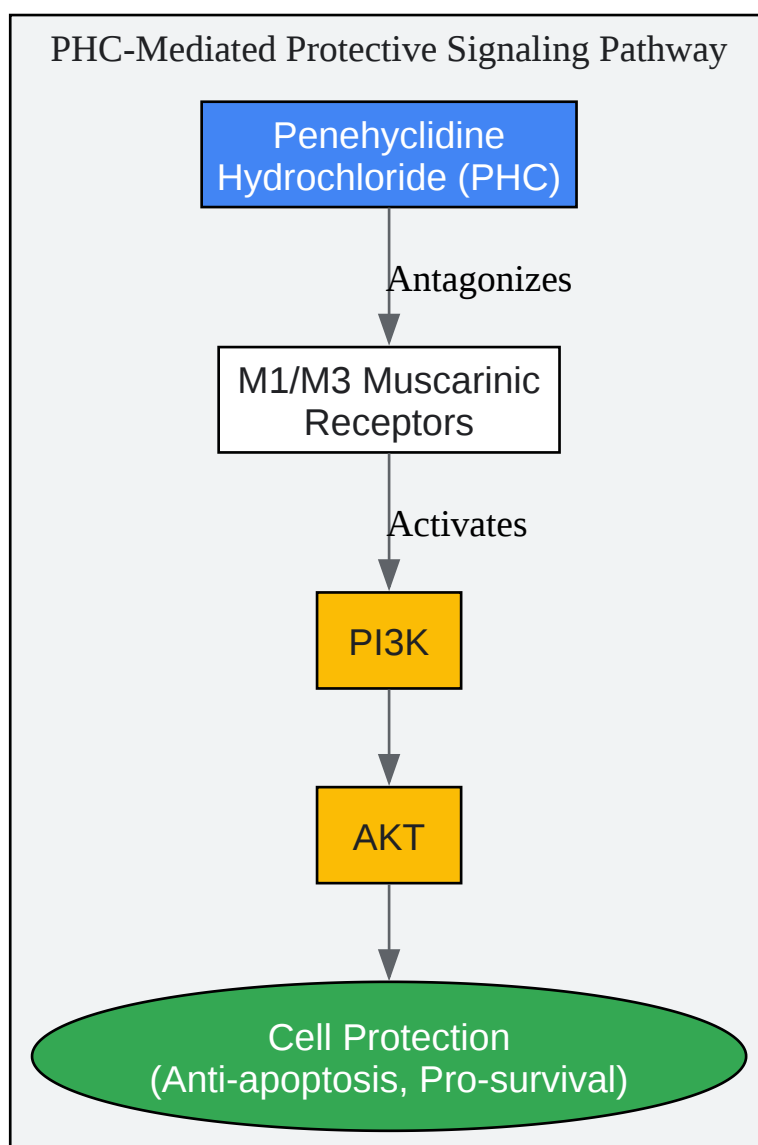 PHC-Mediated Protective Signaling Pathway
Penehyclidine
Hydrochloride (PHC)
Antagonizes
M1/M3 Muscarinic
Receptors
Activates
PI3K
AKT
Cell Protection
(Anti-apoptosis, Pro-survival)